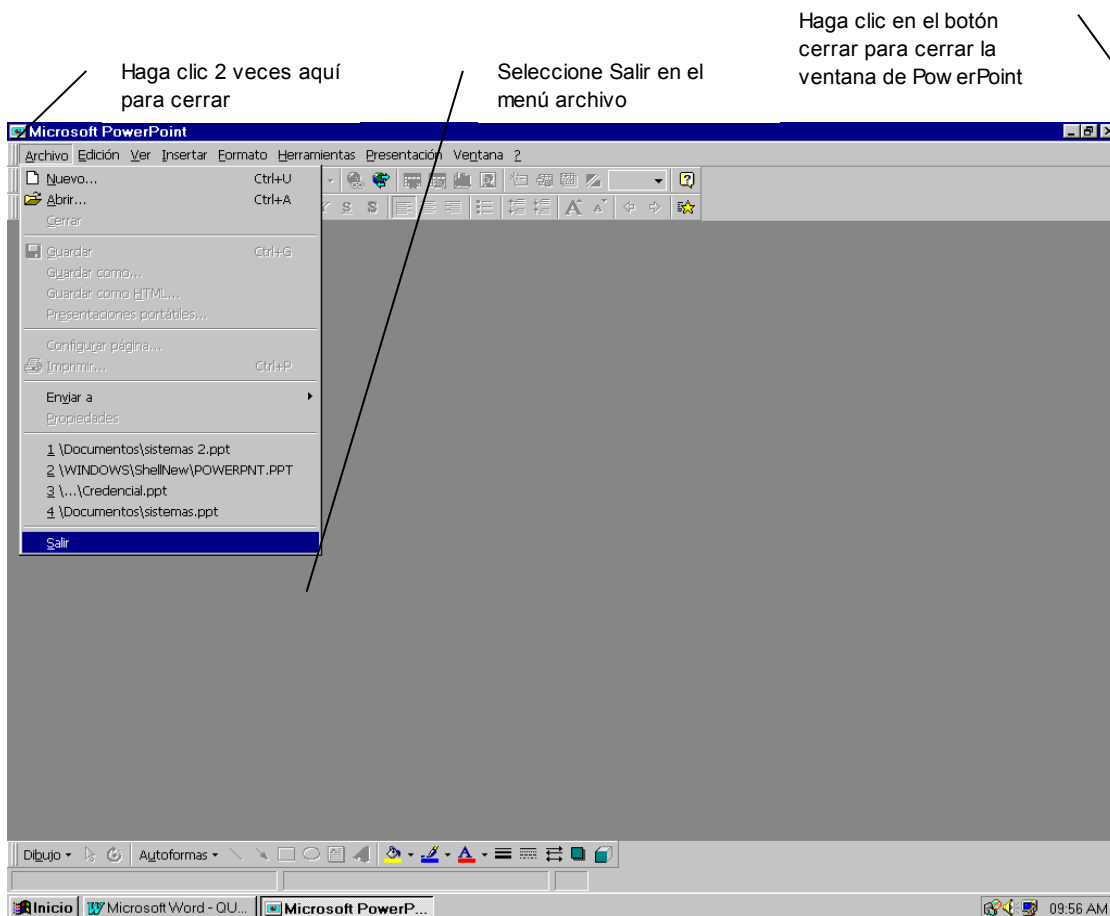 Haga clic en el botón
cerrar para cerrar la
ventana de PowerPoint
Haga clic 2 veces aquí
para cerrar
Seleccione Salir en el
menú archivo
Microsoft PowerPoint
Archivo Edición Ver Insertar Formato Herramientas Presentación Ventana ?
Nuevo... Ctrl+U
Abrir... Ctrl+A
Cerrar
Guardar Ctrl+G
Guardar como...
Guardar como HTML...
Presentaciones portátiles...
Configurar página...
Imprimir... Ctrl+P
Enviar a
Propiedades
1 \Documentos\sistemas 2.ppt
2 \WINDOWS\ShellNew\POWERPNT.PPT
3 \...\Credencial.ppt
4 \Documentos\sistemas.ppt
Salir
Dibujo Autoformas
Inicio Microsoft Word - QU... Microsoft PowerP... 09:56 AM